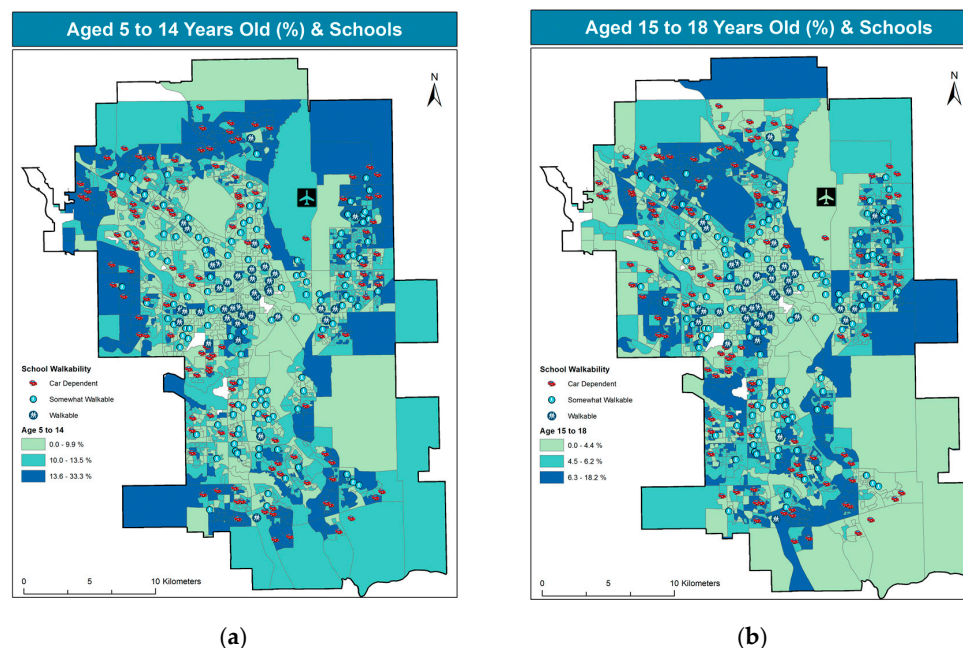 Aged 5 to 14 Years Old (%) & Schools
N
School Walkability
Car Dependent
Somewhat Walkable
Walkable
Age 5 to 14
0.0 - 9.9 %
10.0 - 13.5 %
13.6 - 33.3 %
0 5 10 Kilometers
(a)
Aged 15 to 18 Years Old (%) & Schools
N
School Walkability
Car Dependent
Somewhat Walkable
Walkable
Age 15 to 18
0.0 - 4.4 %
4.5 - 6.2 %
6.3 - 18.2 %
0 5 10 Kilometers
(b)